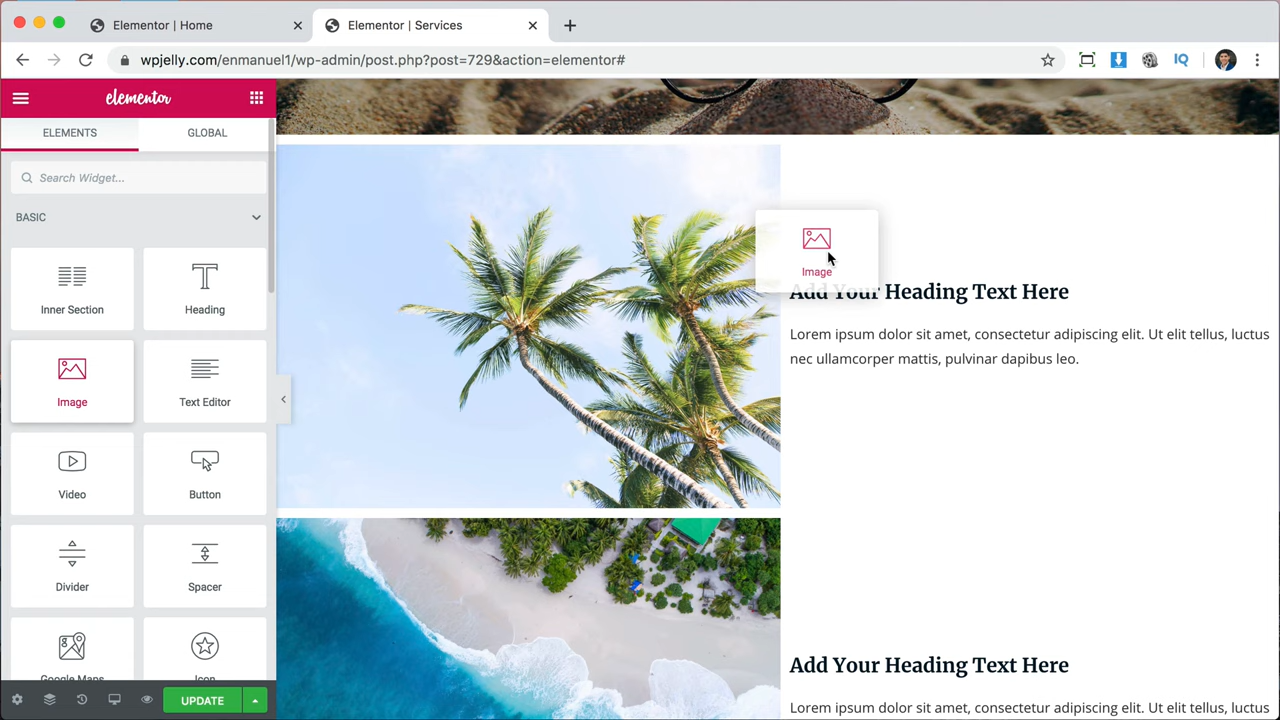 Elementor | Home
Elementor | Services
wpjelly.com/enmanuel1/wp-admin/post.php?post=729&action=elementor#
IQ
elementor
ELEMENTS
GLOBAL
Search Widget...
BASIC
Inner Section
Heading
Image
Text Editor
Video
Button
Divider
Spacer
Google Maps
Icon
UPDATE
Image
Add Your Heading Text Here
Lorem ipsum dolor sit amet, consectetur adipiscing elit. Ut elit tellus, luctus
nec ullamcorper mattis, pulvinar dapibus leo.
Add Your Heading Text Here
Lorem ipsum dolor sit amet, consectetur adipiscing elit. Ut elit tellus, luctus